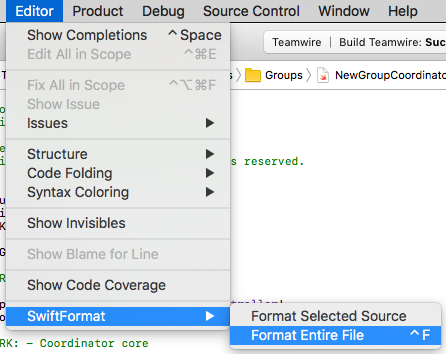 Editor Product Debug Source Control Window Help
Show Completions ^ Space
Edit All in Scope ^⌘E
Teamwire | Build Teamwire: Suc
Groups 〉 NewGroupCoordinato
Fix All in Scope ^⌥⌘F
Show Issue
Issues
Structure
s reserved.
Code Folding
Syntax Coloring
Show Invisibles
Show Blame for Line
Show Code Coverage
SwiftFormat
Format Selected Source
Format Entire File ^ F
RK: - Coordinator core